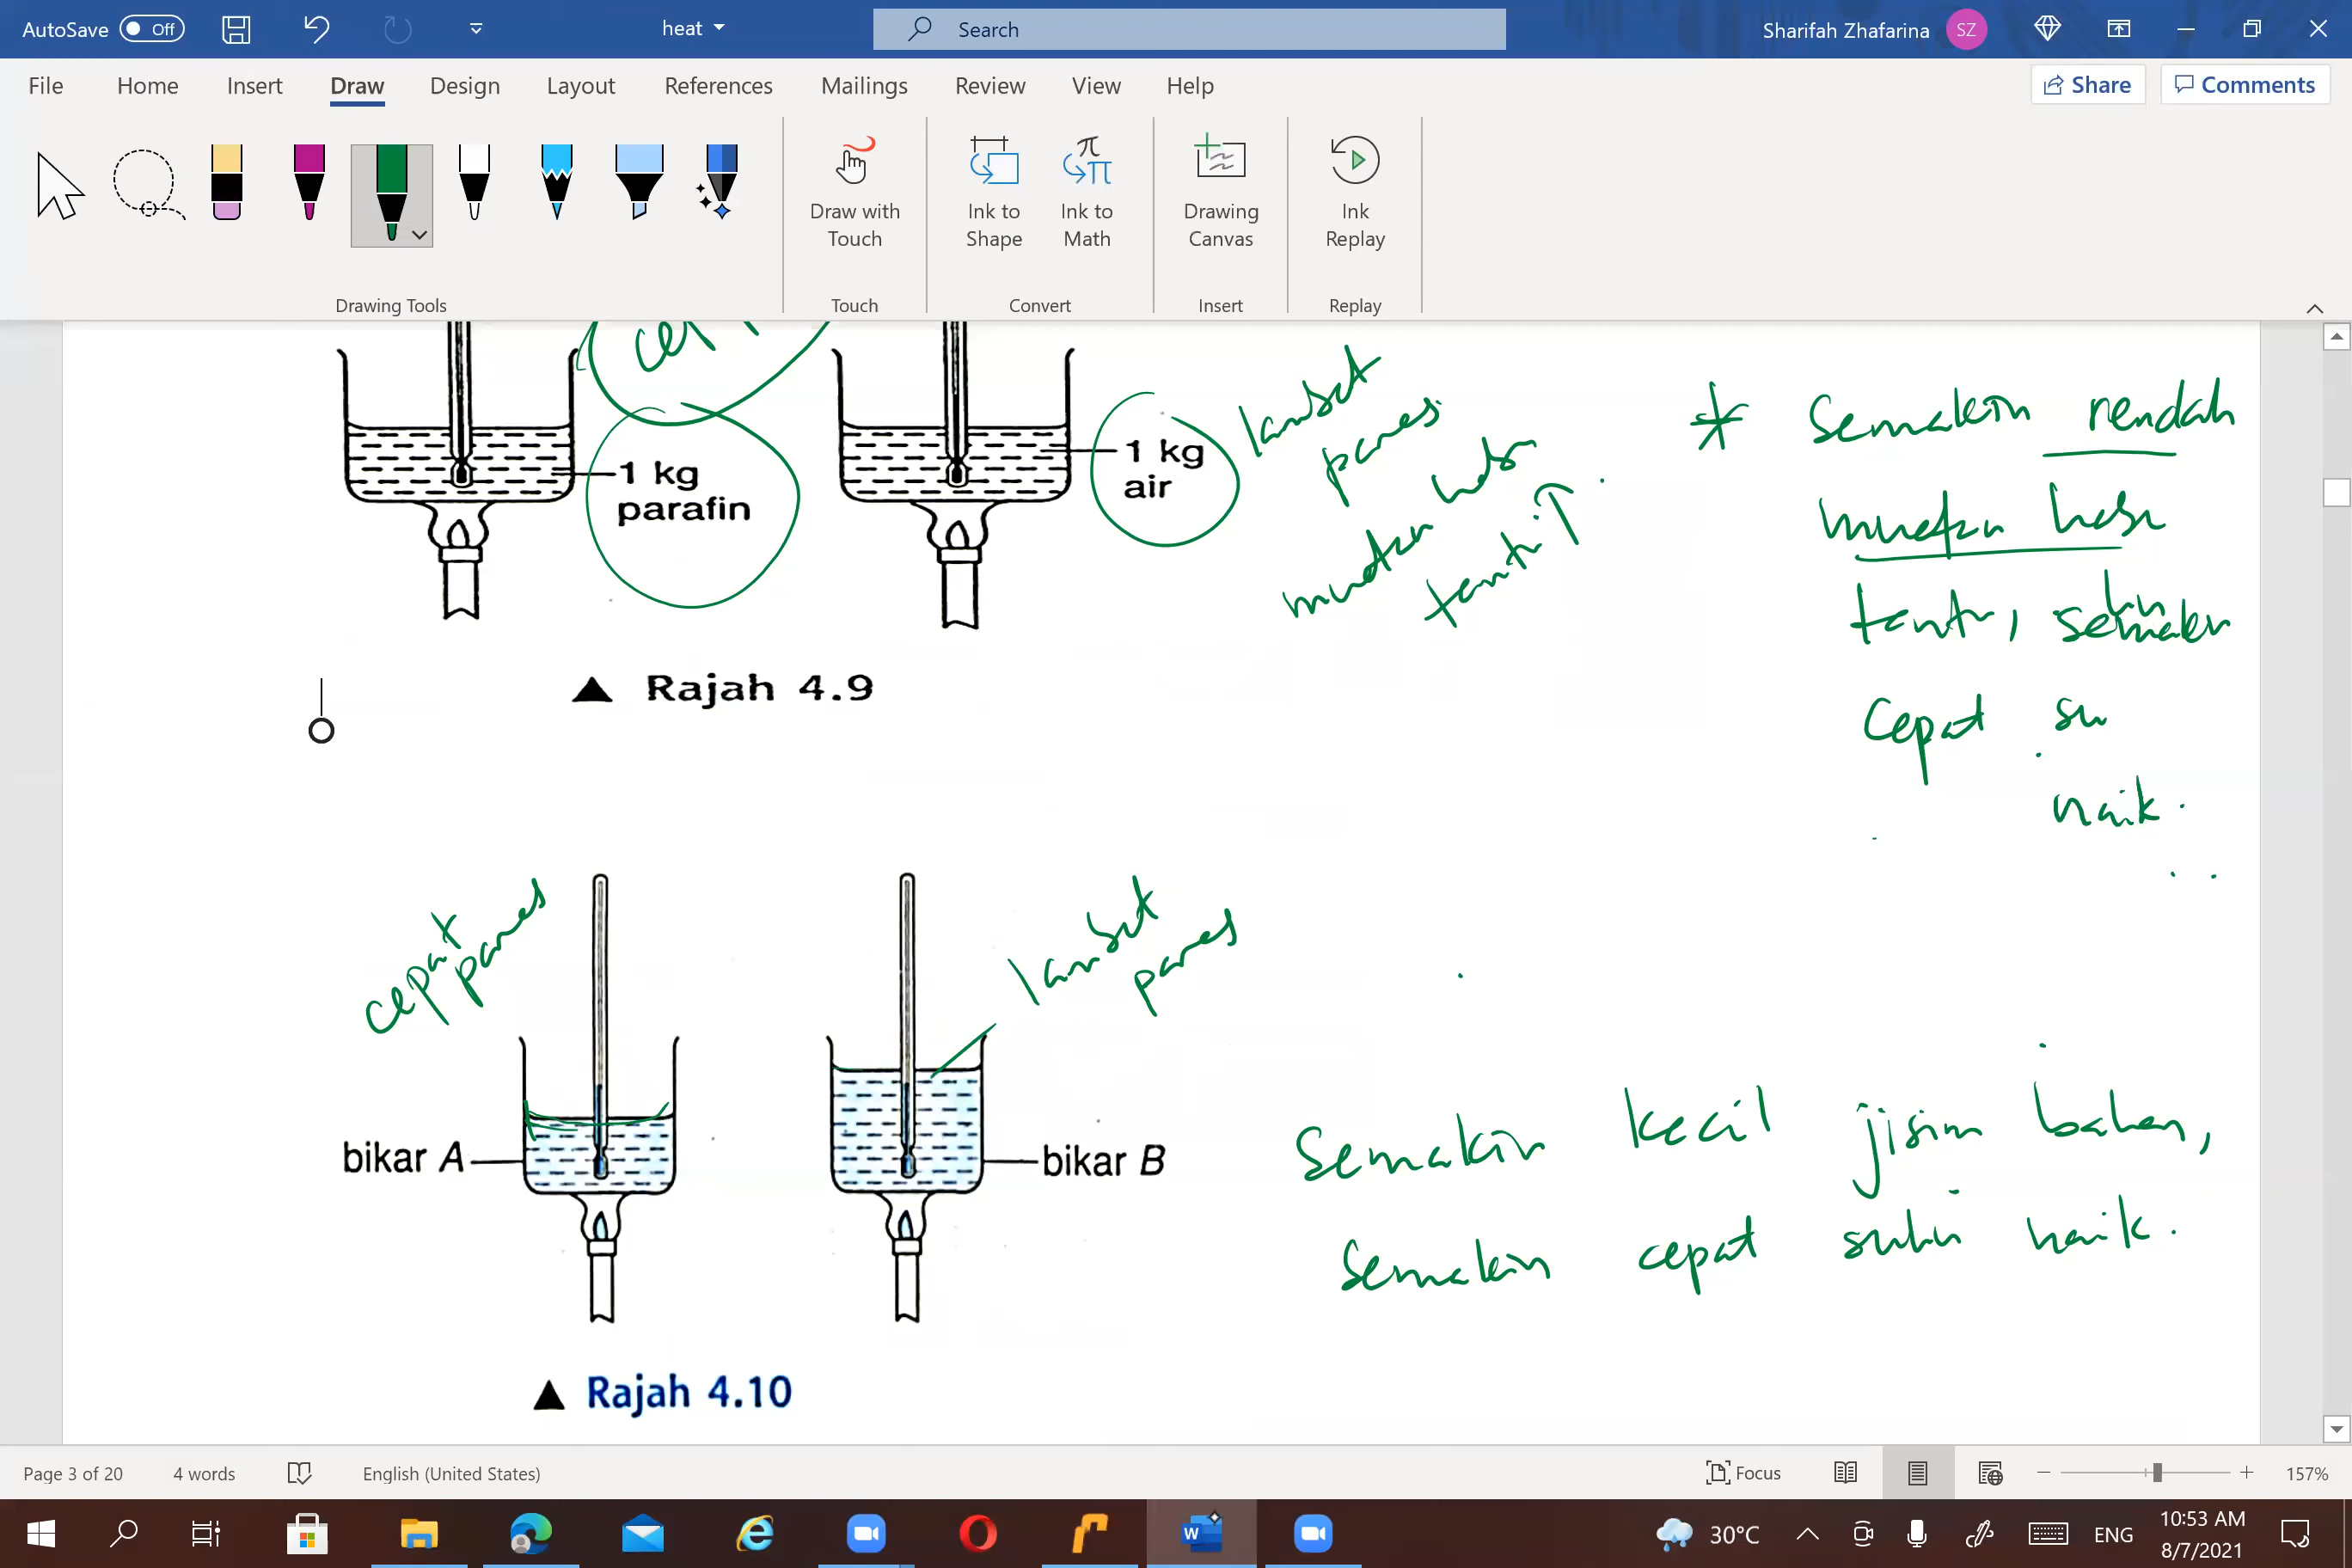 AutoSave Off
heat
Search
Sharifah Zhafarina
SZ
File Home Insert Draw Design Layout References Mailings Review View Help
Share
Comments
Draw with Touch
Ink to Shape
Ink to Math
Drawing Canvas
Ink Replay
Drawing Tools
Touch
Convert
Insert
Replay
1 kg
parafin
1 kg
air
lambat
panas
▲ Rajah 4.9
* Semakin rendah
muatan haba
tentu, semakin
cepat su
naik.
cepat
panas
lambat
panas
bikar A
bikar B
Semakin kecil jisim bahan,
Semakin cepat suhu naik.
▲ Rajah 4.10
Page 3 of 20
4 words
English (United States)
Focus
157%
30°C
ENG
10:53 AM
8/7/2021